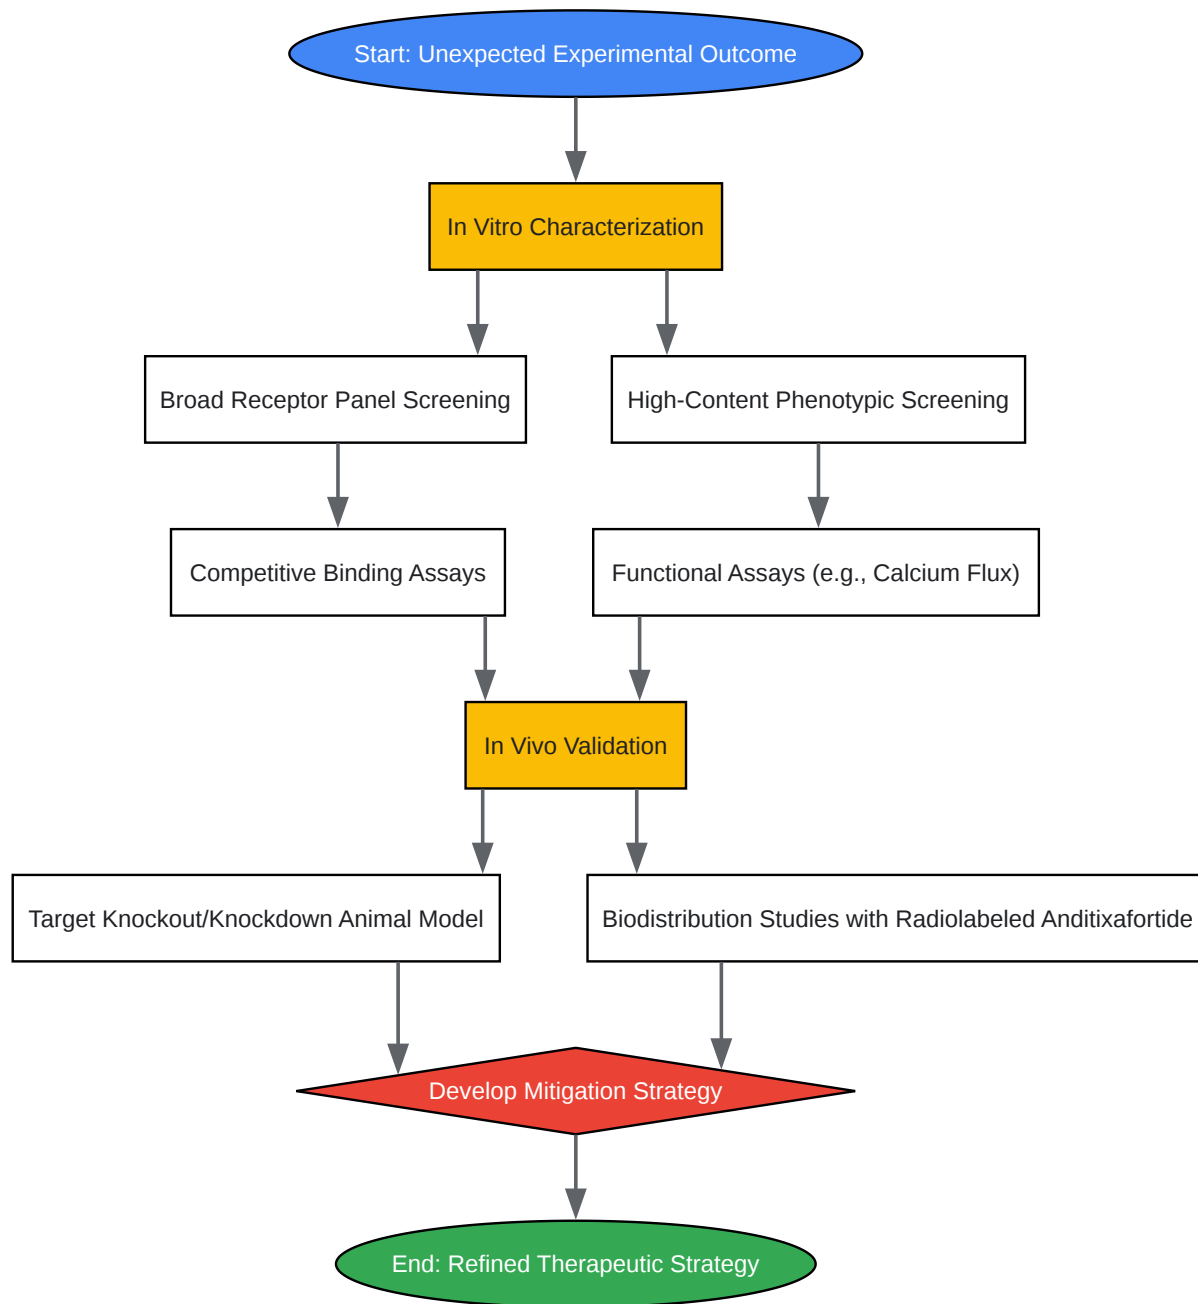 Start: Unexpected Experimental Outcome
In Vitro Characterization
Broad Receptor Panel Screening
High-Content Phenotypic Screening
Competitive Binding Assays
Functional Assays (e.g., Calcium Flux)
In Vivo Validation
Target Knockout/Knockdown Animal Model
Biodistribution Studies with Radiolabeled Anditixafortide
Develop Mitigation Strategy
End: Refined Therapeutic Strategy